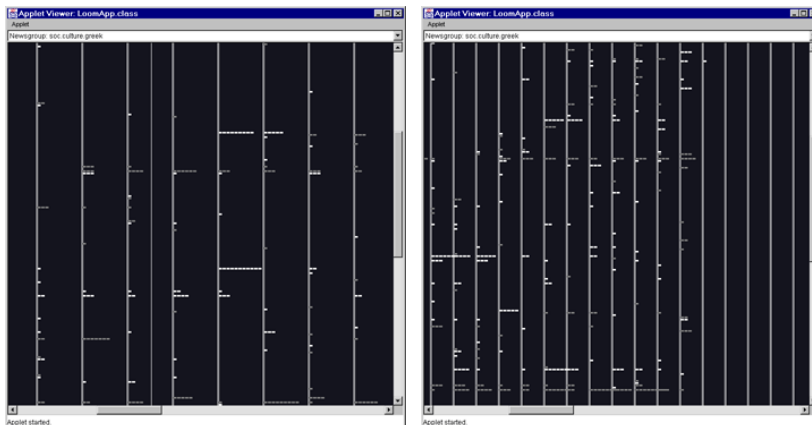 Applet Viewer: LoomApp.class
Applet
Newsgroup: soc.culture.greek
Applet started.
Applet Viewer: LoomApp.class
Applet
Newsgroup: soc.culture.greek
Applet started.